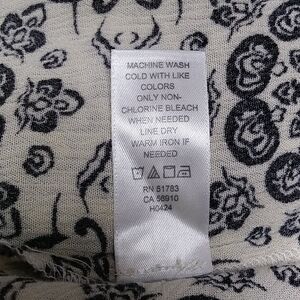 MACHINE WASH
COLD WITH LIKE
COLORS
ONLY NON-
CHLORINE BLEACH
WHEN NEEDED
LINE DRY
WARM IRON IF
NEEDED
RN 51783
CA 56910
H0424